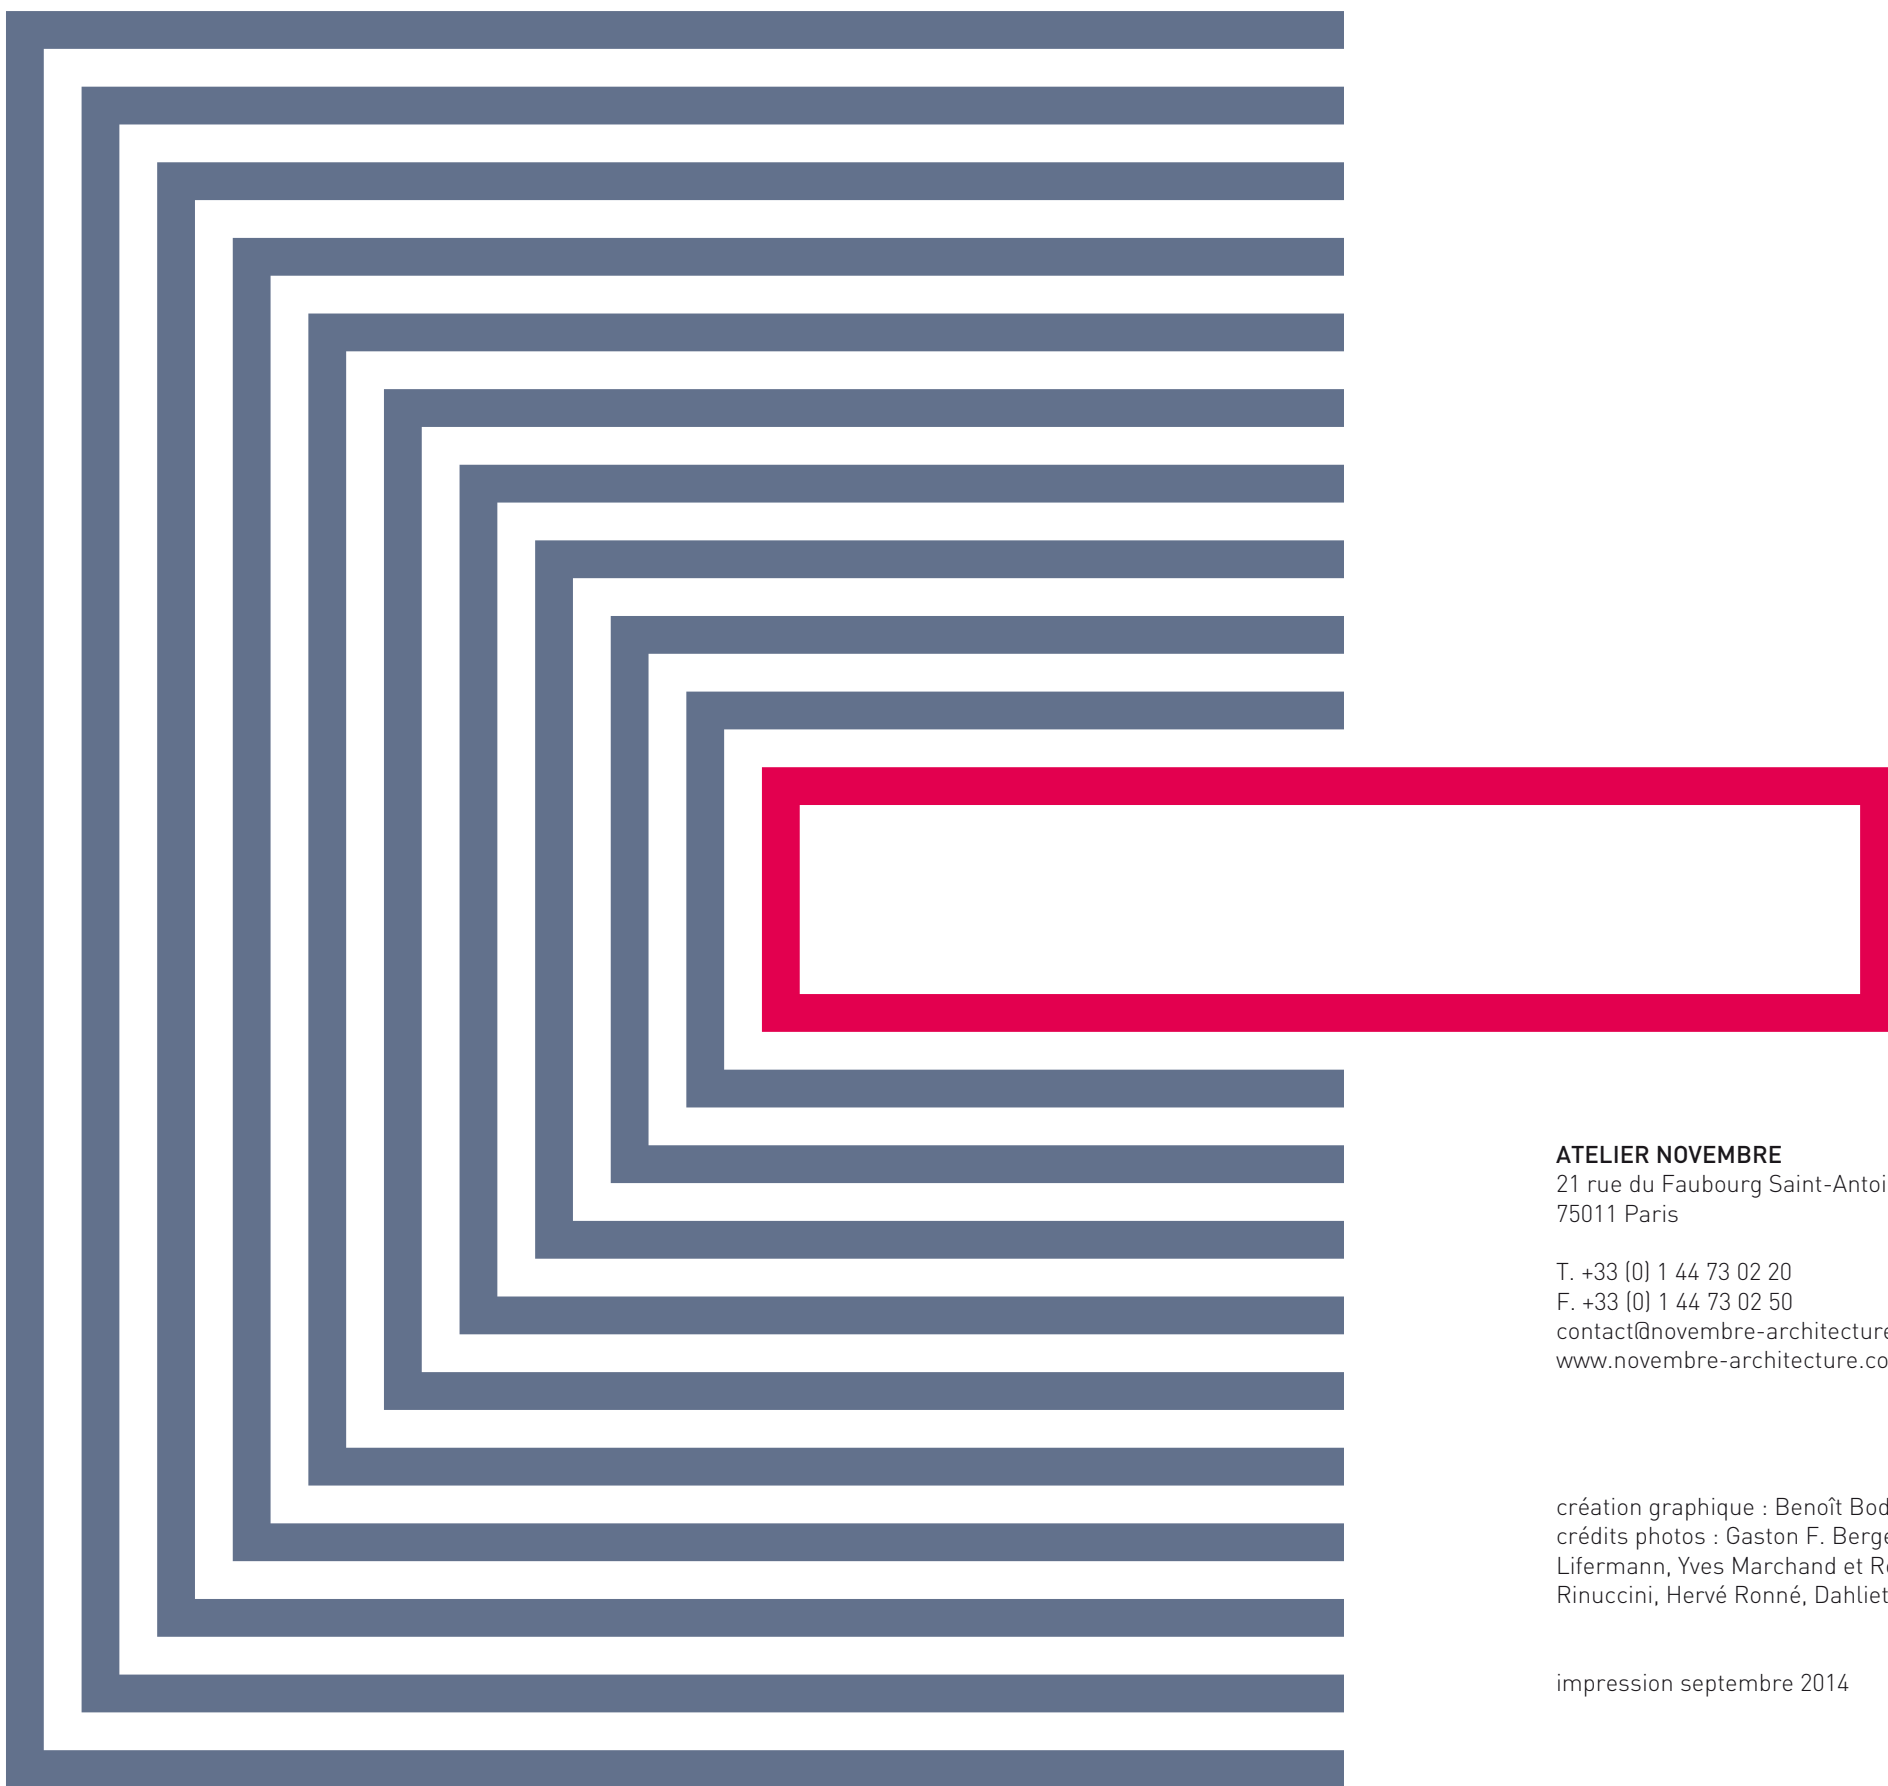 ATELIER NOVEMBRE
21 rue du Faubourg Saint-Antoi
75011 Paris
T. +33 (0) 1 44 73 02 20
F. +33 (0) 1 44 73 02 50
contact@novembre-architecture
www.novembre-architecture.co
création graphique : Benoît Bod
crédits photos : Gaston F. Berge
Lifermann, Yves Marchand et R
Rinuccini, Hervé Ronné, Dahliet
impression septembre 2014